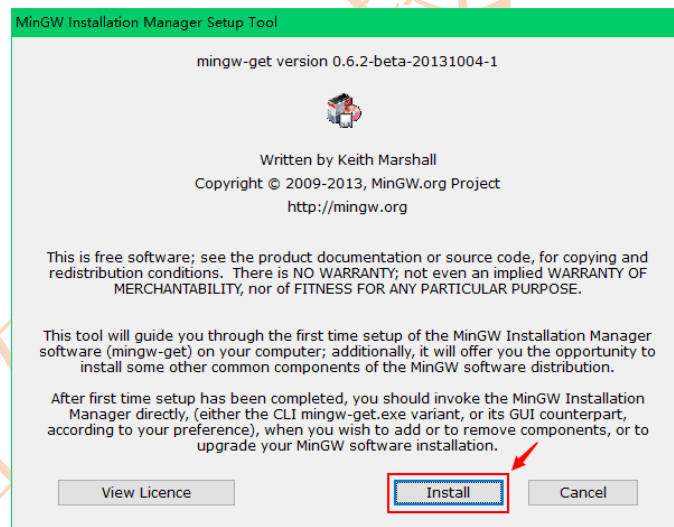 MinGW Installation Manager Setup Tool
mingw-get version 0.6.2-beta-20131004-1
Written by Keith Marshall
Copyright © 2009-2013, MinGW.org Project
http://mingw.org
This is free software; see the product documentation or source code, for copying and
redistribution conditions.  There is NO WARRANTY; not even an implied WARRANTY OF
MERCHANTABILITY, nor of FITNESS FOR ANY PARTICULAR PURPOSE.
This tool will guide you through the first time setup of the MinGW Installation Manager
software (mingw-get) on your computer; additionally, it will offer you the opportunity to
install some other common components of the MinGW software distribution.
After first time setup has been completed, you should invoke the MinGW Installation
Manager directly, (either the CLI mingw-get.exe variant, or its GUI counterpart,
according to your preference), when you wish to add or to remove components, or to
upgrade your MinGW software installation.
View Licence
Install
Cancel